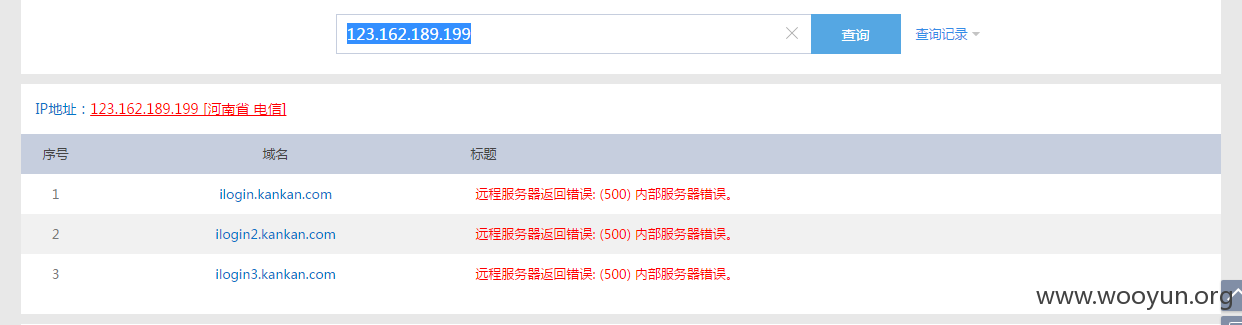 123.162.189.199 查询 查询记录
IP地址：123.162.189.199 [河南省 电信]
序号 域名 标题
1 ilogin.kankan.com 远程服务器返回错误: (500) 内部服务器错误。
2 ilogin2.kankan.com 远程服务器返回错误: (500) 内部服务器错误。
3 ilogin3.kankan.com 远程服务器返回错误: (500) 内部服务器错误。
www.wooyun.org